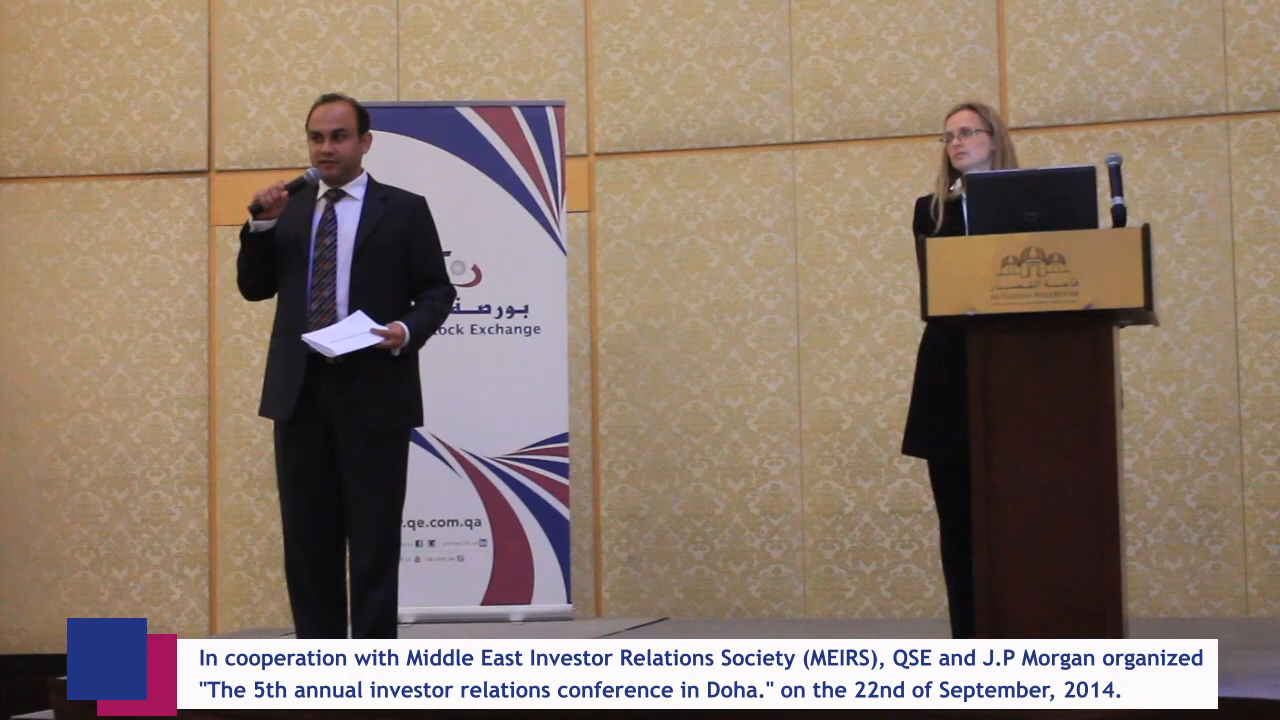 بورصة
ock Exchange
.qe.com.qa
In cooperation with Middle East Investor Relations Society (MEIRS), QSE and J.P Morgan organized
"The 5th annual investor relations conference in Doha." on the 22nd of September, 2014.